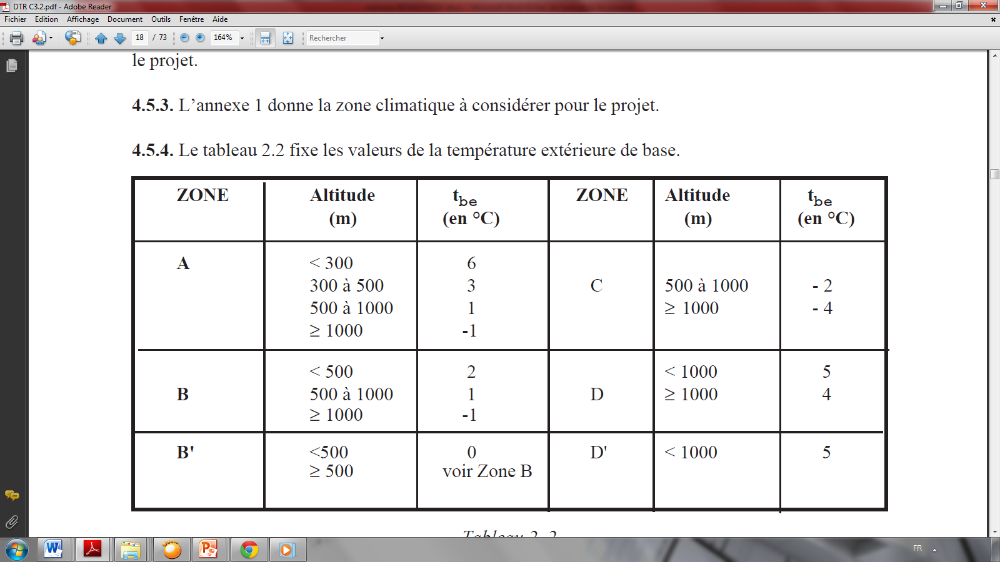 DTR C3.2.pdf - Adobe Reader
Fichier Edition Affichage Document Outils Fenêtre Aide
18 / 73 164% Rechercher
le projet.
4.5.3. L’annexe 1 donne la zone climatique à considérer pour le projet.
4.5.4. Le tableau 2.2 fixe les valeurs de la température extérieure de base.
ZONE Altitude (m) tbe (en °C) ZONE Altitude (m) tbe (en °C)
A < 300 6
300 à 500 3 C 500 à 1000 - 2
500 à 1000 1 ≥ 1000 - 4
≥ 1000 -1
< 500 2 < 1000 5
B 500 à 1000 1 D ≥ 1000 4
≥ 1000 -1
B' <500 0 D' < 1000 5
≥ 500 voir Zone B
Tableau 2. 2
FR